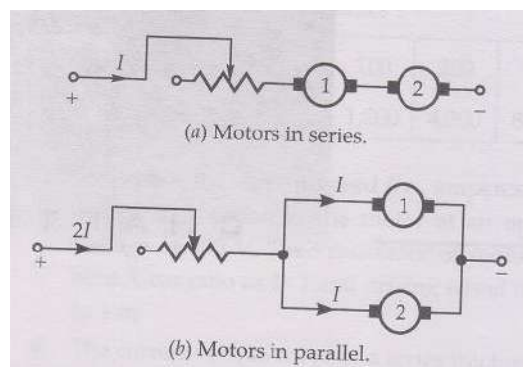 I
1
2
+
−
(a) Motors in series.
I
2I
1
+
−
I
2
(b) Motors in parallel.